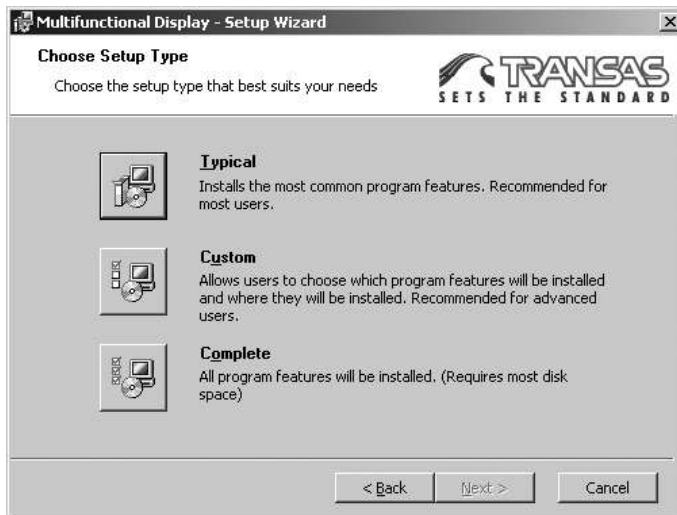 Multifunctional Display - Setup Wizard
Choose Setup Type
Choose the setup type that best suits your needs
TRANSAS
SETS THE STANDARD
Typical
Installs the most common program features. Recommended for
most users.
Custom
Allows users to choose which program features will be installed
and where they will be installed. Recommended for advanced
users.
Complete
All program features will be installed. (Requires most disk
space)
< Back
Next >
Cancel